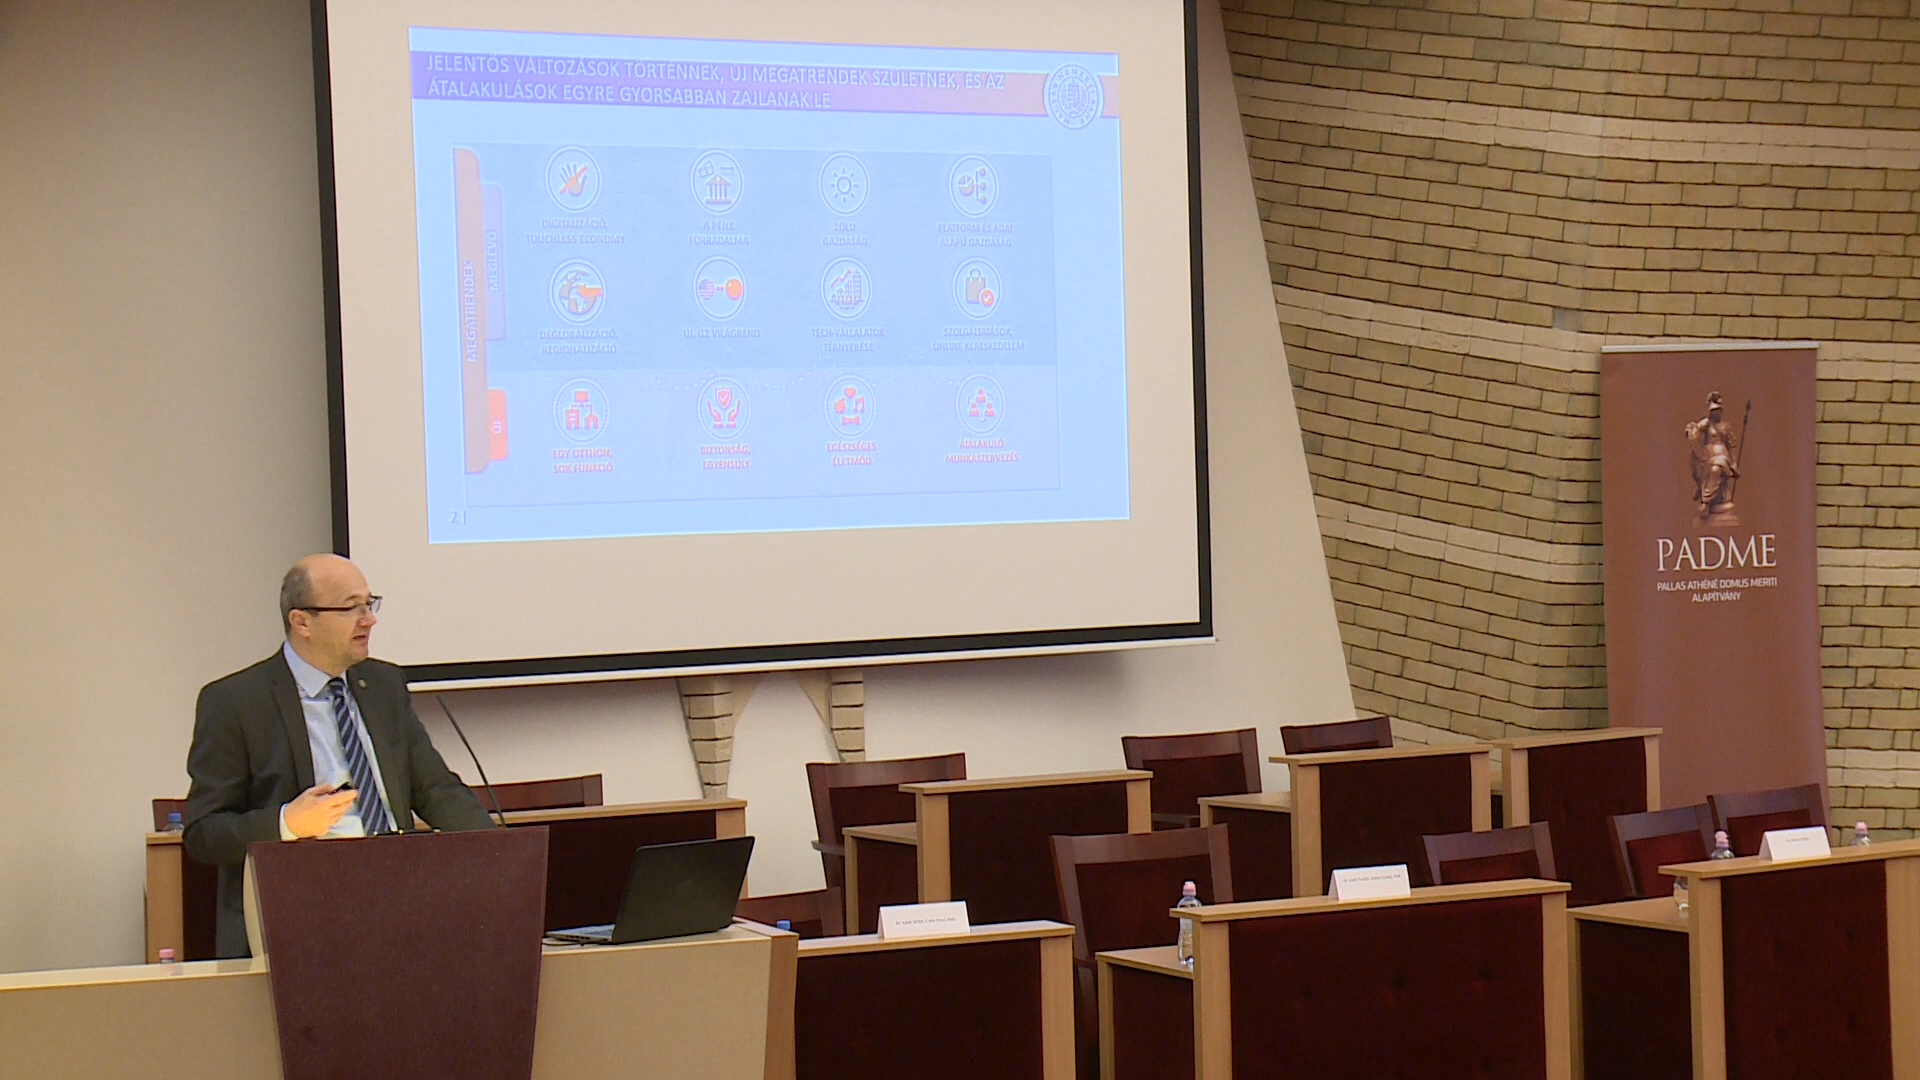 JELENTŐS VÁLTOZÁSOK TÖRTÉNNEK, ÚJ MEGATRENDEK SZÜLETNEK, ÉS AZ
ÁTALAKULÁSOK EGYRE GYORSABBAN ZAJLANAK LE
MEGATRENDEK
MEGLÉVŐ
DIGITALIZÁCIÓ,
TOUCHLESS ECONOMY
A PÉNZ
FORRADALMA
ZÖLD
GAZDASÁG
PLATFORM ÉS ADAT
ALAPÚ GAZDASÁG
DEGLOBALIZÁCIÓ,
REGIONALIZÁCIÓ
ÚJ, G2 VILÁGREND
TECH-VÁLLALATOK
TÉRNYERÉSE
SZOLGÁLTATÁSOK,
ONLINE KERESKEDELEM
ÚJ
EGY OTTHON,
SOK FUNKCIÓ
BIZTONSÁG,
EGYENSÚLY
EGÉSZSÉGES
ÉLETMÓD
ÁTALAKULÓ
MUNKASZERVEZÉS
2 |
PADME
PALLAS ATHÉNÉ DOMUS MERITI
ALAPÍTVÁNY